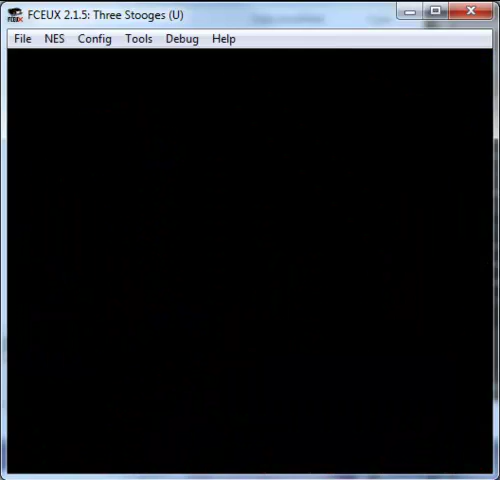 FCEUX 2.1.5: Three Stooges (U)
File NES Config Tools Debug Help